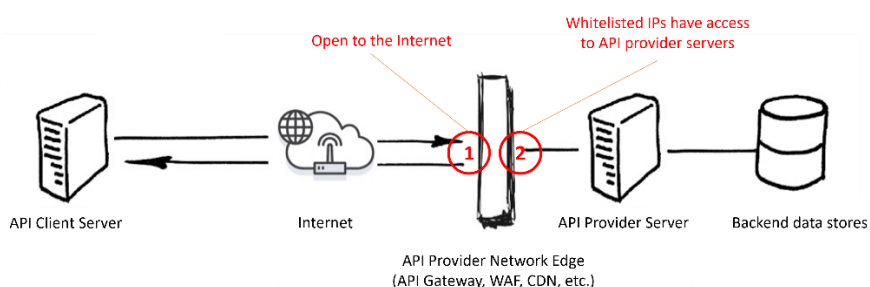 Whitelisted IPs have access
to API provider servers
Open to the Internet
1
2
API Client Server
Internet
API Provider Server
Backend data stores
API Provider Network Edge
(API Gateway, WAF, CDN, etc.)